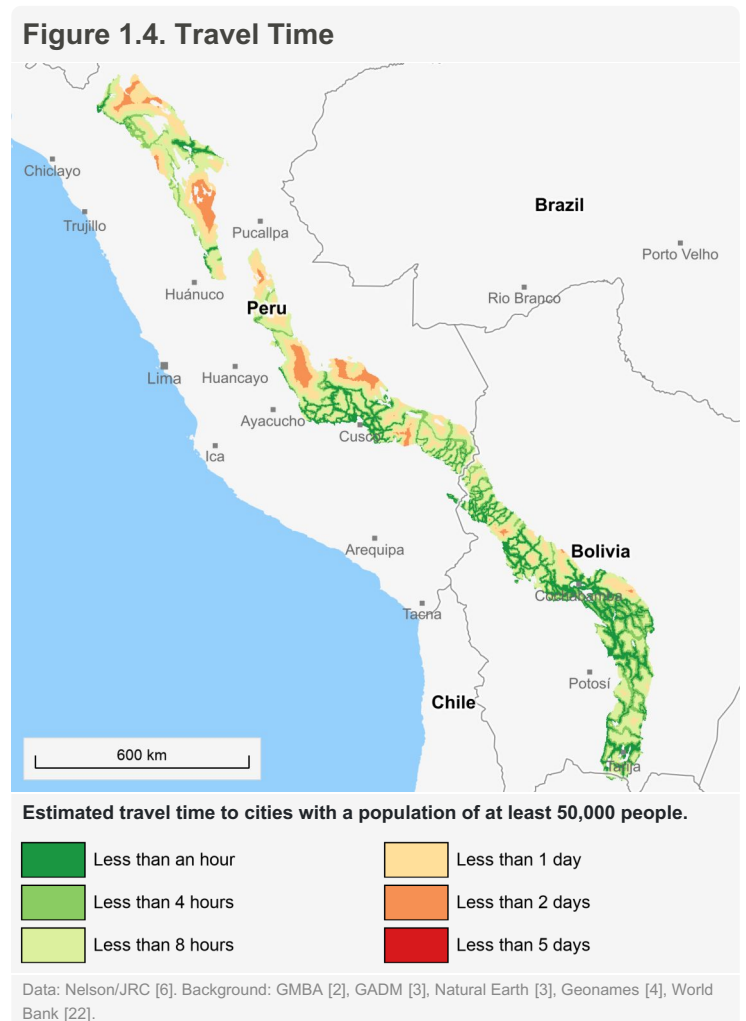 Figure 1.4. Travel Time
Chiclayo
Trujillo
Pucallpa
Brazil
Porto Velho
Huánuco
Peru
Rio Branco
Lima
Huancayo
Ayacucho
Cusco
Ica
Arequipa
Bolivia
Cochabamba
Tacna
Potosí
Chile
600 km
Tarija
Estimated travel time to cities with a population of at least 50,000 people.
Less than an hour
Less than 1 day
Less than 4 hours
Less than 2 days
Less than 8 hours
Less than 5 days
Data: Nelson/JRC [6]. Background: GMBA [2], GADM [3], Natural Earth [3], Geonames [4], World
Bank [22].